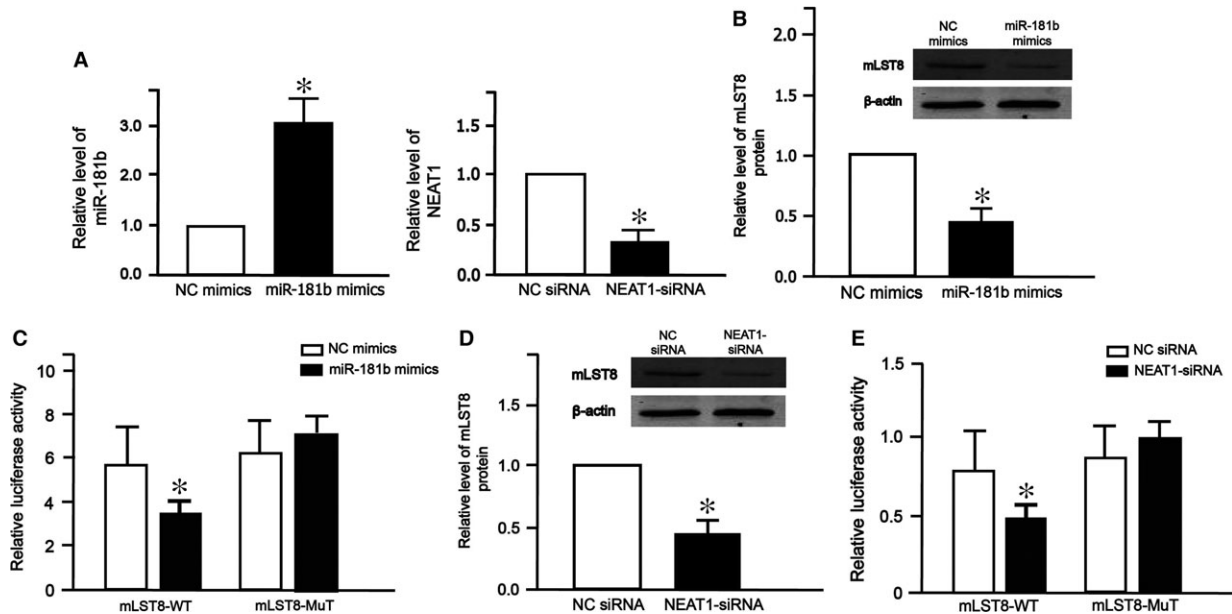 A
Relative level of
miR-181b
3.0
1.0
0.0
*
NC mimics
miR-181b mimics
Relative level of
NEAT1
1.5
1.0
0.5
0.0
*
NC siRNA
NEAT1-siRNA
B
Relative level of mLST8
protein
2.0
1.5
1.0
0.5
0.0
NC
mimics
miR-181b
mimics
mLST8
β-actin
*
NC mimics
miR-181b mimics
C
NC mimics
miR-181b mimics
Relative luciferase activity
10
8
6
4
2
0
*
mLST8-WT
mLST8-MuT
D
NC
siRNA
NEAT1-
siRNA
mLST8
β-actin
Relative level of mLST8
protein
1.5
1.0
0.5
0.0
*
NC siRNA
NEAT1-siRNA
E
NC siRNA
NEAT1-siRNA
Relative luciferase activity
1.5
1.0
0.5
0.0
*
mLST8-WT
mLST8-MuT